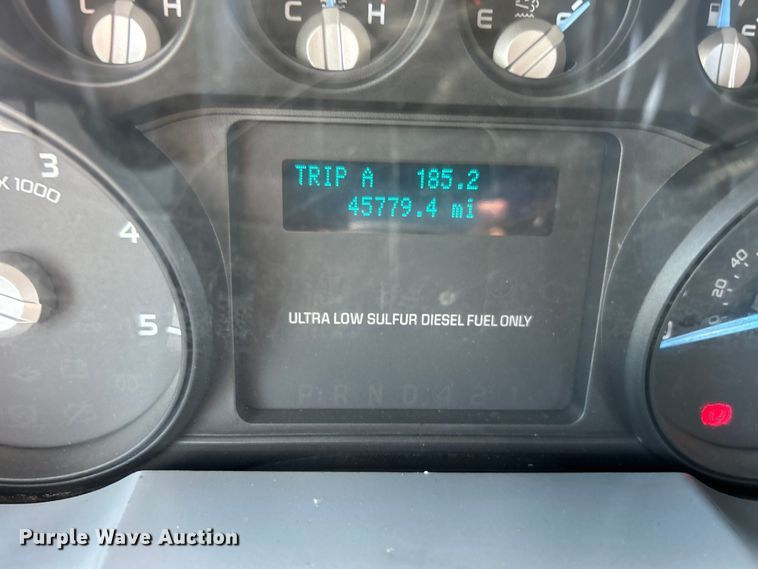 L H
C H
E F
3
X 1000
4
5
TRIP A 185.2
45779.4 mi
ULTRA LOW SULFUR DIESEL FUEL ONLY
P R N D 4 2 1
40
20
0
Purple Wave Auction